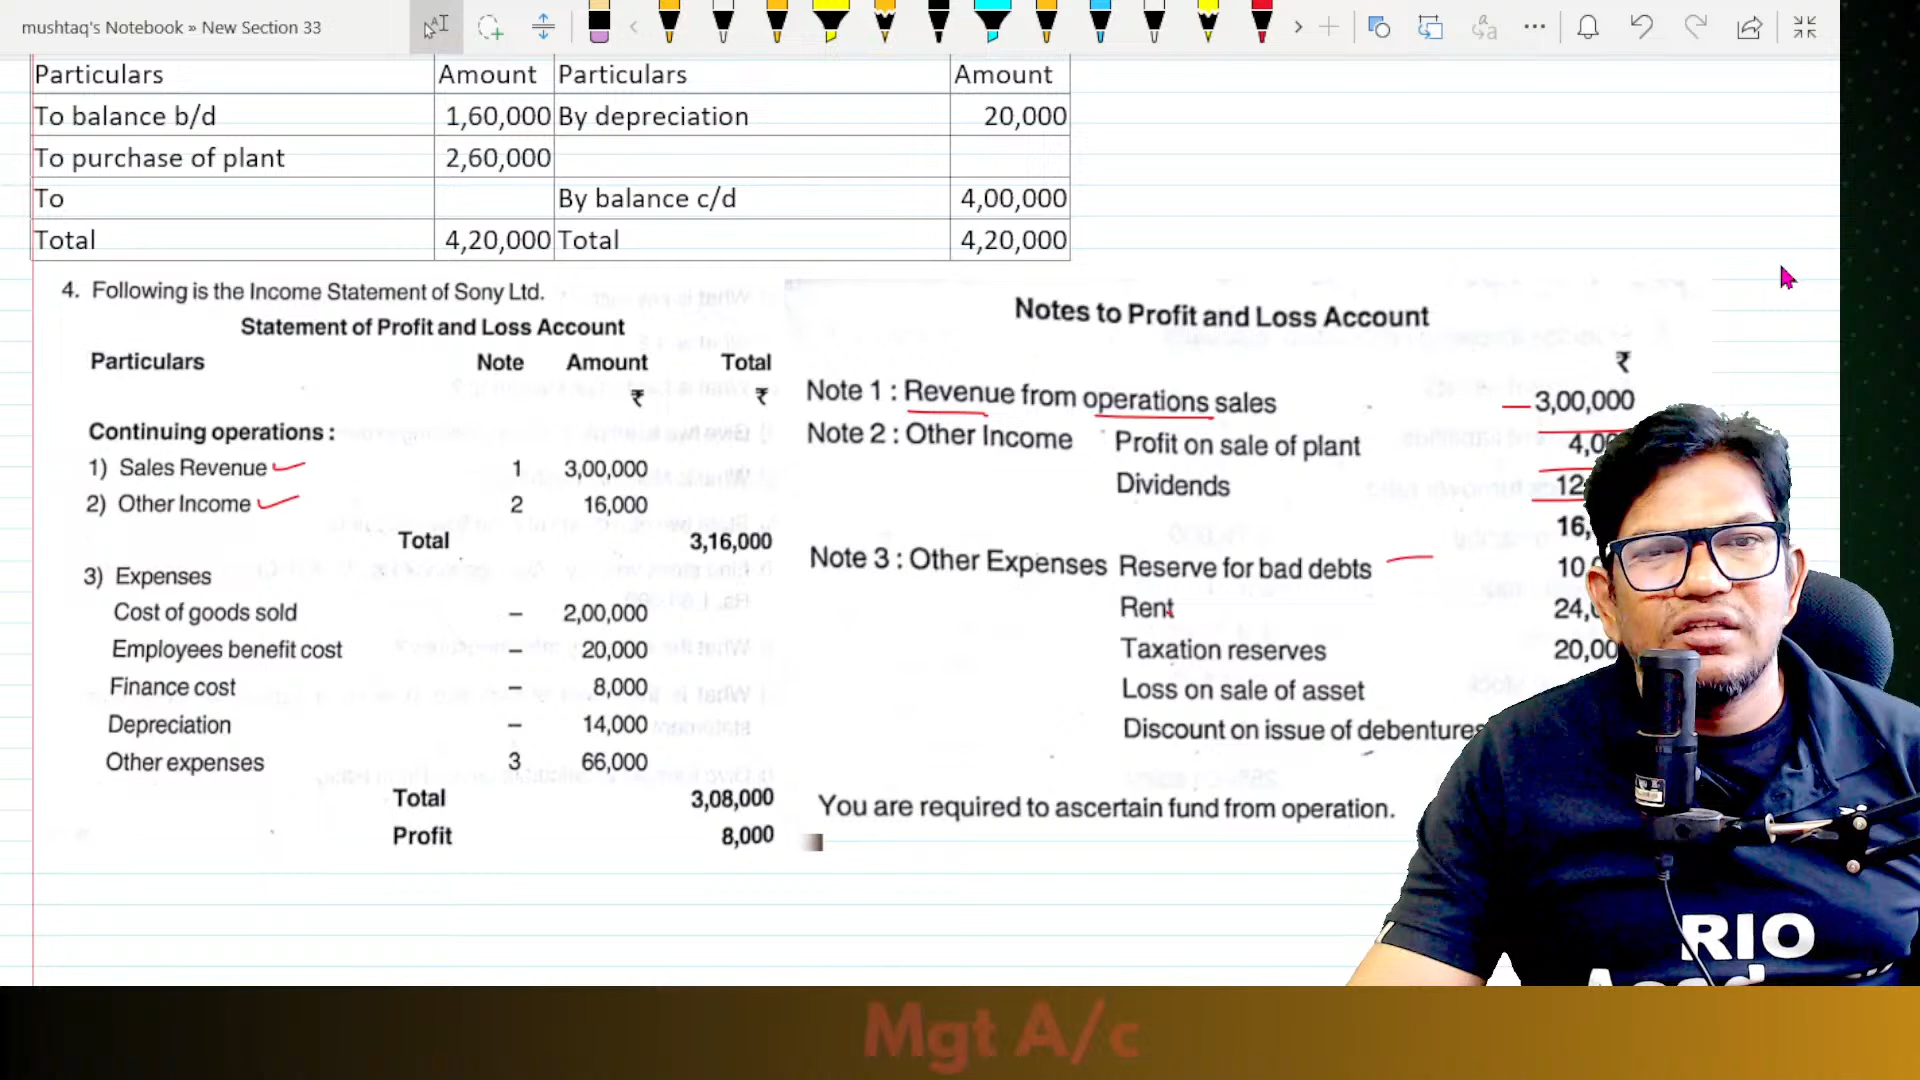 mushtaq's Notebook » New Section 33
Particulars Amount Particulars Amount
To balance b/d 1,60,000 By depreciation 20,000
To purchase of plant 2,60,000
To By balance c/d 4,00,000
Total 4,20,000 Total 4,20,000
4. Following is the Income Statement of Sony Ltd.
Statement of Profit and Loss Account
Particulars Note Amount Total
₹ ₹
Continuing operations :
1) Sales Revenue 1 3,00,000
2) Other Income 2 16,000
Total 3,16,000
3) Expenses
Cost of goods sold – 2,00,000
Employees benefit cost – 20,000
Finance cost – 8,000
Depreciation – 14,000
Other expenses 3 66,000
Total 3,08,000
Profit 8,000
Notes to Profit and Loss Account
₹
Note 1 : Revenue from operations sales 3,00,000
Note 2 : Other Income Profit on sale of plant
Dividends
Note 3 : Other Expenses Reserve for bad debts
Rent
Taxation reserves
Loss on sale of asset
Discount on issue of debentures
You are required to ascertain fund from operation.
RIO
Mgt A/c